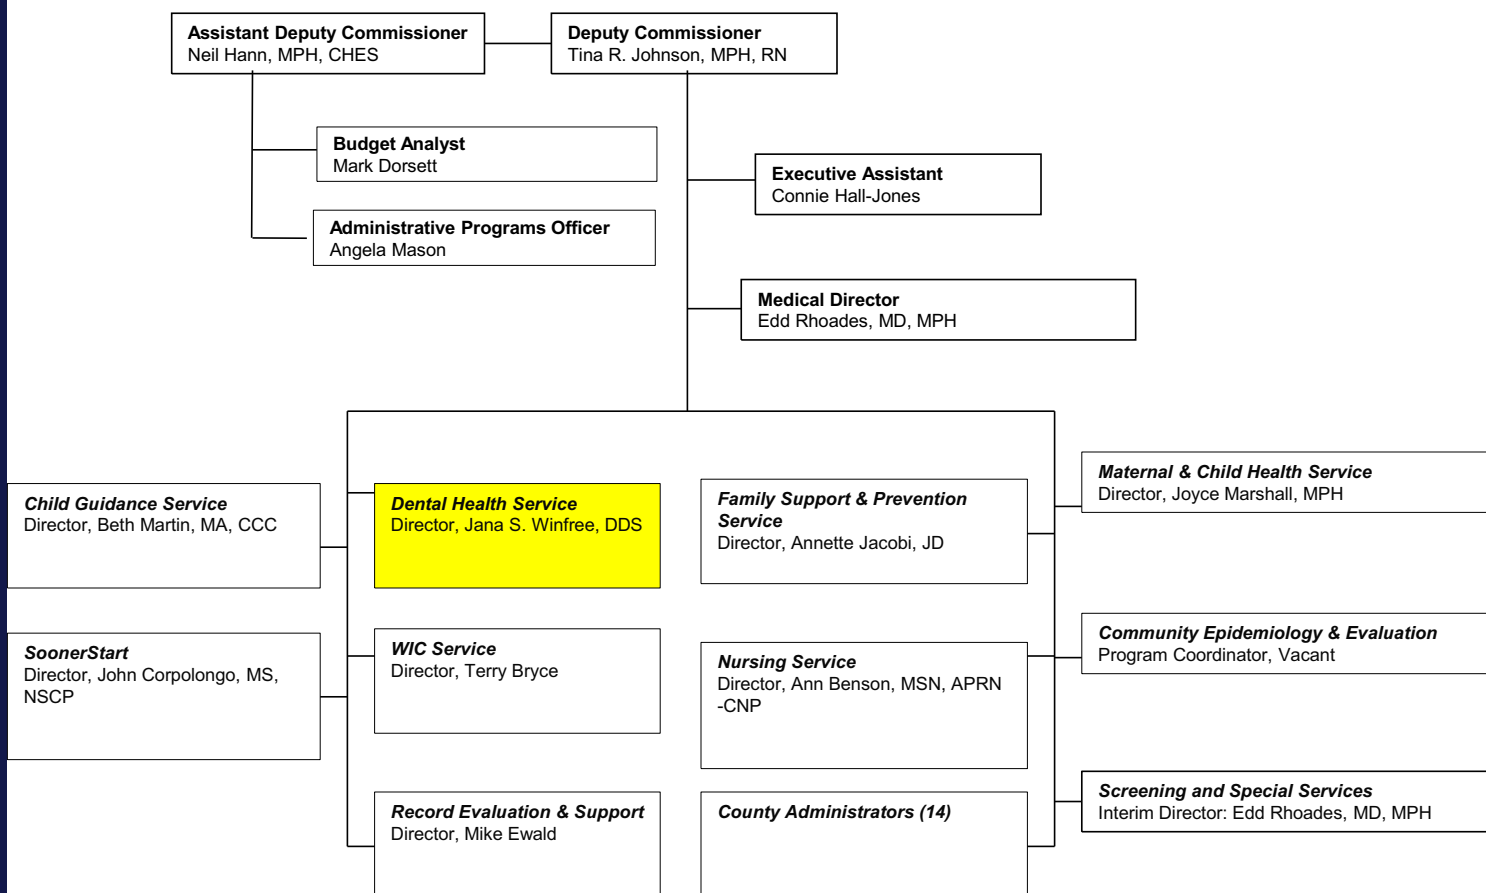 Assistant Deputy Commissioner
Neil Hann, MPH, CHES
Deputy Commissioner
Tina R. Johnson, MPH, RN
Budget Analyst
Mark Dorsett
Executive Assistant
Connie Hall-Jones
Administrative Programs Officer
Angela Mason
Medical Director
Edd Rhoades, MD, MPH
Child Guidance Service
Director, Beth Martin, MA, CCC
Dental Health Service
Director, Jana S. Winfree, DDS
Family Support & Prevention
Service
Director, Annette Jacobi, JD
Maternal & Child Health Service
Director, Joyce Marshall, MPH
SoonerStart
Director, John Corpolongo, MS,
NSCP
WIC Service
Director, Terry Bryce
Nursing Service
Director, Ann Benson, MSN, APRN
-CNP
Community Epidemiology & Evaluation
Program Coordinator, Vacant
Record Evaluation & Support
Director, Mike Ewald
County Administrators (14)
Screening and Special Services
Interim Director: Edd Rhoades, MD, MPH